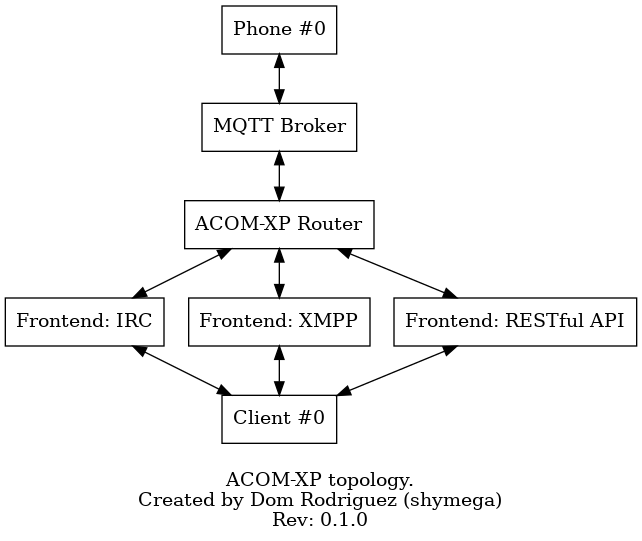 Phone #0
MQTT Broker
ACOM-XP Router
Frontend: IRC
Frontend: XMPP
Frontend: RESTful API
Client #0
ACOM-XP topology.
Created by Dom Rodriguez (shymega)
Rev: 0.1.0